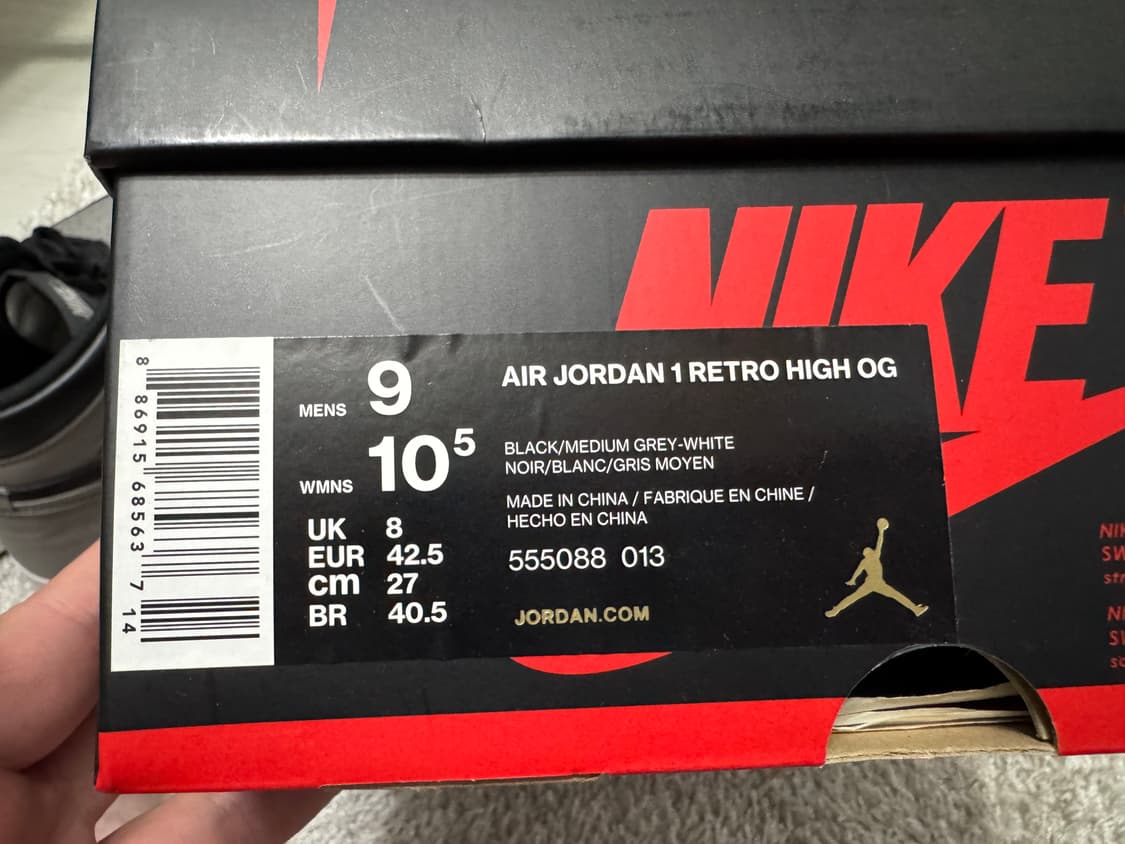 NIKE
8 86915 68563 7 14
MENS 9
WMNS 10⁵
UK 8
EUR 42.5
cm 27
BR 40.5
AIR JORDAN 1 RETRO HIGH OG
BLACK/MEDIUM GREY-WHITE
NOIR/BLANC/GRIS MOYEN
MADE IN CHINA / FABRIQUE EN CHINE /
HECHO EN CHINA
555088 013
JORDAN.COM